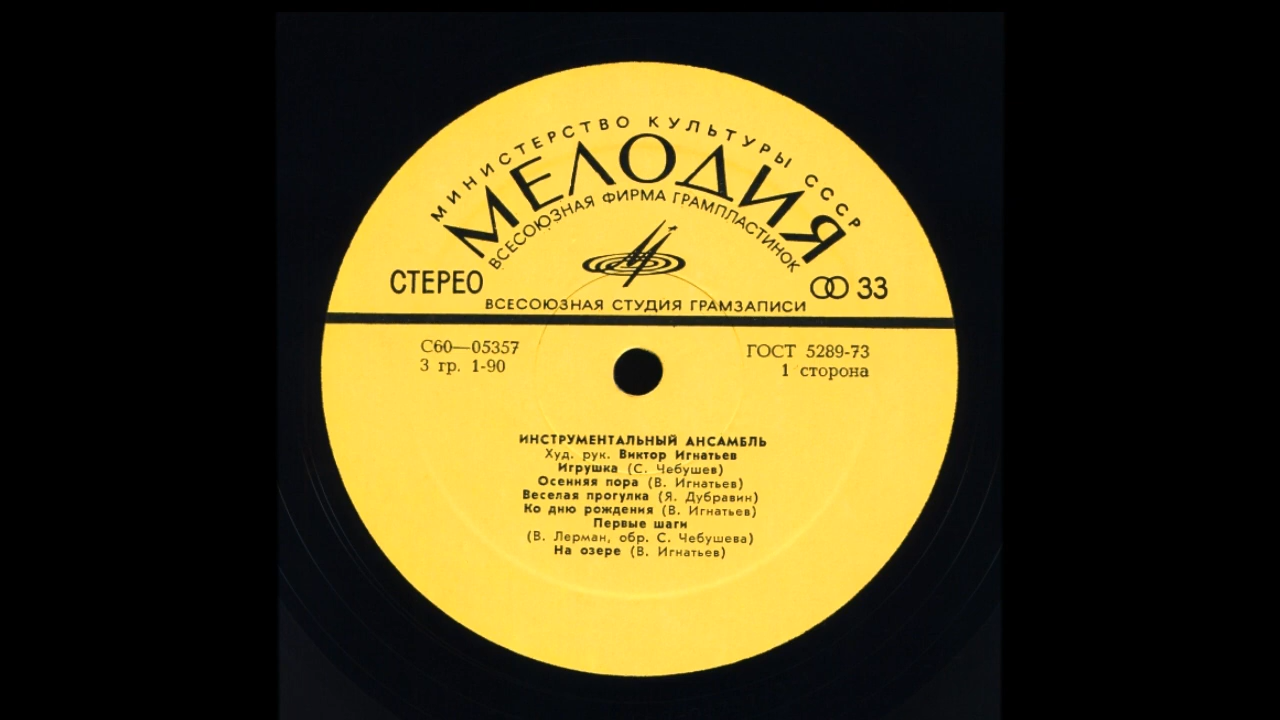 МИНИСТЕРСТВО КУЛЬТУРЫ СССР
МЕЛОДИЯ
ВСЕСОЮЗНАЯ ФИРМА ГРАМПЛАСТИНОК
СТЕРЕО
33
ВСЕСОЮЗНАЯ СТУДИЯ ГРАМЗАПИСИ
С60—05357
ГОСТ 5289-73
3 гр. 1-90
1 сторона
ИНСТРУМЕНТАЛЬНЫЙ АНСАМБЛЬ
Худ. рук. Виктор Игнатьев
Игрушка (С. Чебушев)
Осенняя пора (В. Игнатьев)
Веселая прогулка (Я. Дубравин)
Ко дню рождения (В. Игнатьев)
Первые шаги
(В. Лерман, обр. С. Чебушева)
На озере (В. Игнатьев)